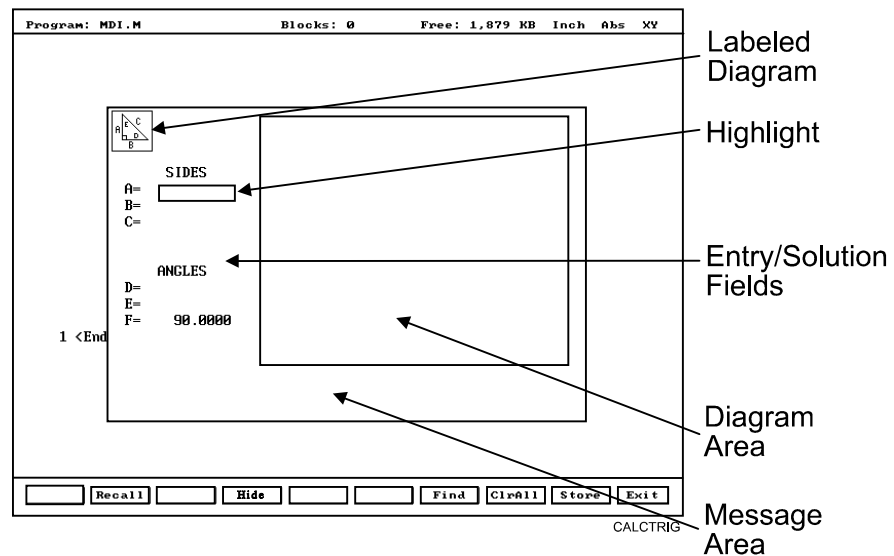 Program: MDI.M Blocks: 0 Free: 1,879 KB Inch Abs XY
Labeled
Diagram
A E C
D
B
Highlight
SIDES
A=
B=
C=
Entry/Solution
Fields
ANGLES
D=
E=
F= 90.0000
1 <End
Diagram
Area
Recall Hide Find ClrAll Store Exit
CALCTRIG
Message
Area